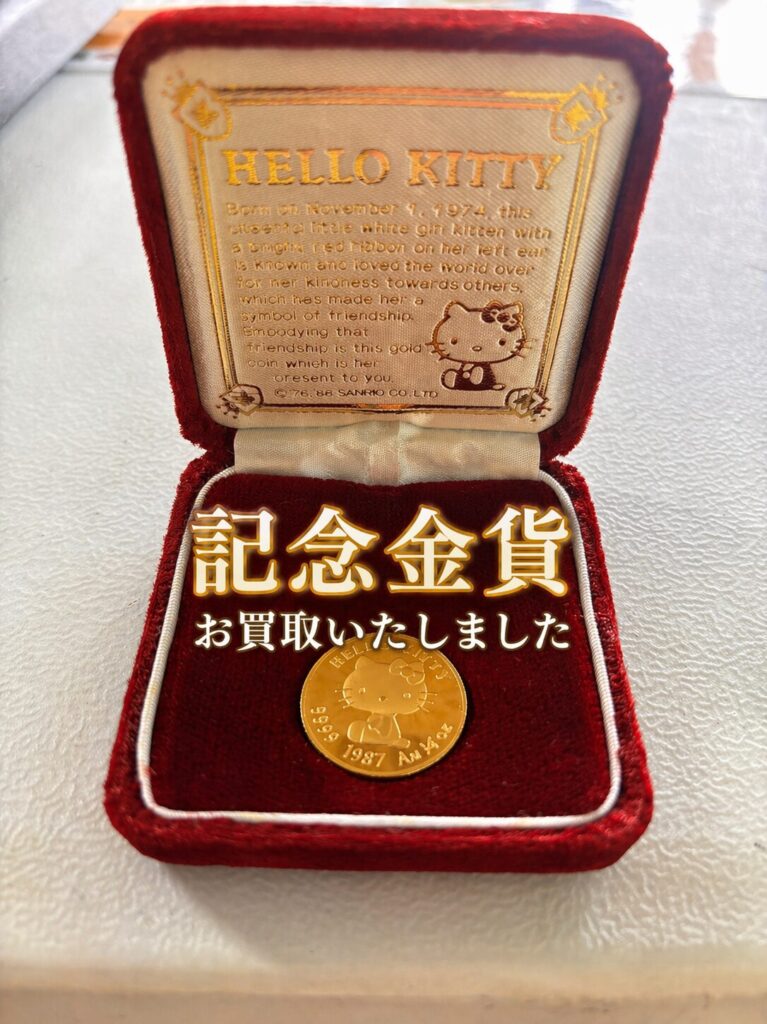 HELLO KITTY
Born on November 1, 1974, this
cheerful little white girl kitten with
a bright red ribbon on her left ear
is known and loved the world over
for her kindness towards others,
which has made her a
symbol of friendship.
Embodying that
friendship is this gold
coin which is her
present to you.
©'76, 86 SANRIO CO., LTD
記念金貨
お買取いたしました
HELLO KITTY
9999 1987 Au 1/4 oz